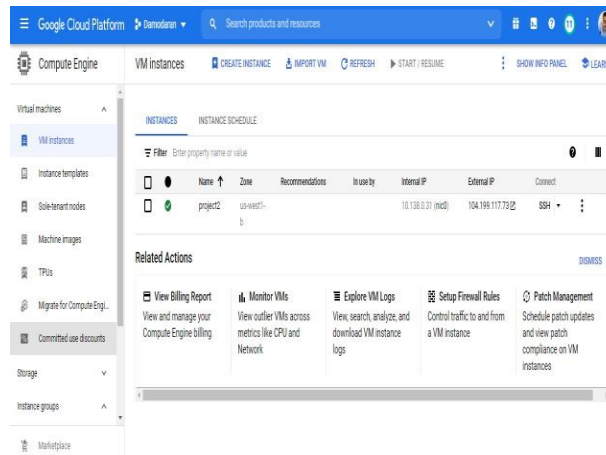 Google Cloud Platform
Damodaran
Search products and resources
11
Compute Engine
VM instances
CREATE INSTANCE
IMPORT VM
REFRESH
START / RESUME
SHOW INFO PANEL
LEARN
Virtual machines
VM instances
Instance templates
Sole-tenant nodes
Machine images
TPUs
Migrate for Compute Engi...
Committed use discounts
Storage
Instance groups
Marketplace
INSTANCES
INSTANCE SCHEDULE
Filter Enter property name or value
Name Zone Recommendations In use by Internal IP External IP Connect
project2 us-west1-b 10.138.0.31 (nic0) 104.199.117.73 SSH
Related Actions
DISMISS
View Billing Report
View and manage your
Compute Engine billing
Monitor VMs
View outlier VMs across
metrics like CPU and
Network
Explore VM Logs
View, search, analyze, and
download VM instance
logs
Setup Firewall Rules
Control traffic to and from
a VM instance
Patch Management
Schedule patch updates
and view patch
compliance on VM
instances